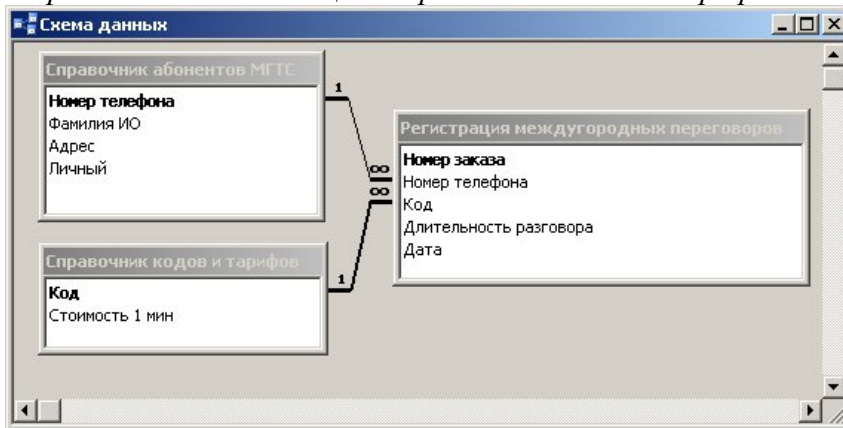 Схема данных
Справочник абонентов МГТС
Номер телефона
Фамилия ИО
Адрес
Личный
1
∞
∞
Регистрация междугородных переговоров
Номер заказа
Номер телефона
Код
Длительность разговора
Дата
Справочник кодов и тарифов
1
Код
Стоимость 1 мин